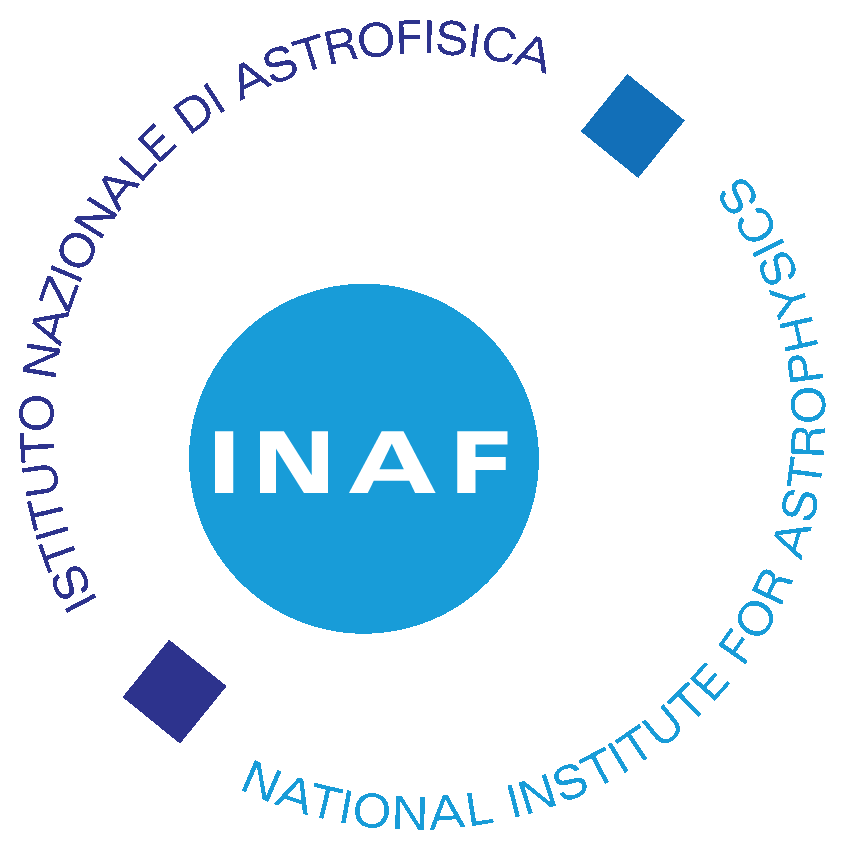 ISTITUTO NAZIONALE DI ASTROFISICA
INAF
NATIONAL INSTITUTE FOR ASTROPHYSICS